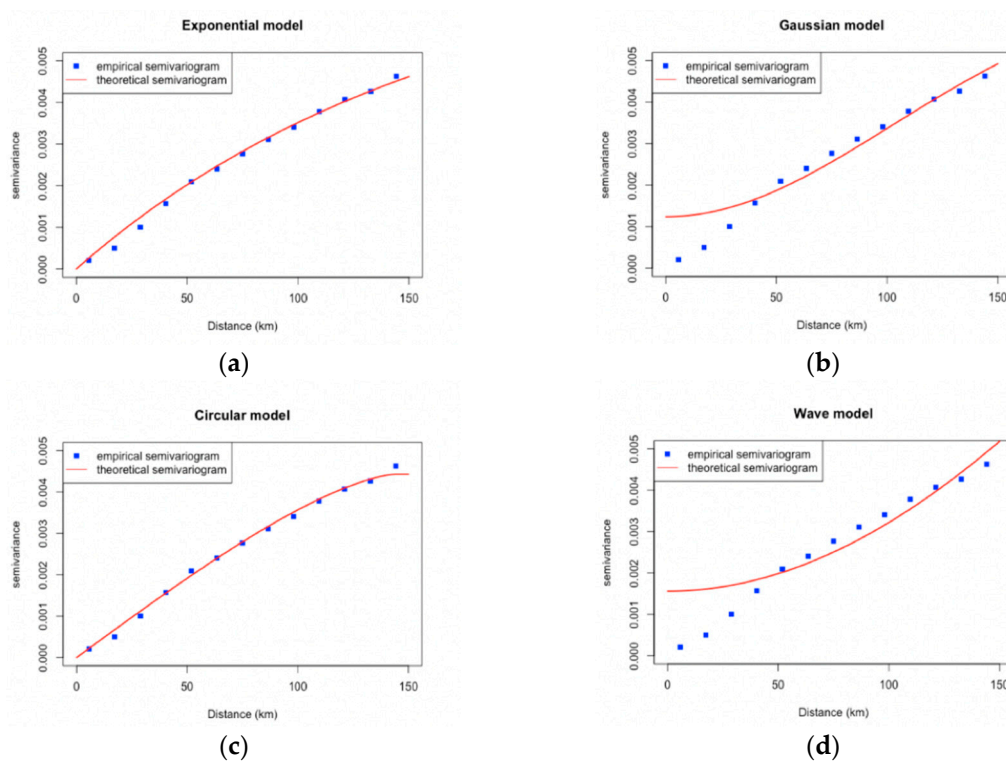 Exponential model
empirical semivariogram
theoretical semivariogram
semivariance
0.000
0.001
0.002
0.003
0.004
0.005
0
50
100
150
Distance (km)
(a)
Gaussian model
empirical semivariogram
theoretical semivariogram
semivariance
0.000
0.001
0.002
0.003
0.004
0.005
0
50
100
150
Distance (km)
(b)
Circular model
empirical semivariogram
theoretical semivariogram
semivariance
0.000
0.001
0.002
0.003
0.004
0.005
0
50
100
150
Distance (km)
(c)
Wave model
empirical semivariogram
theoretical semivariogram
semivariance
0.000
0.001
0.002
0.003
0.004
0.005
0
50
100
150
Distance (km)
(d)